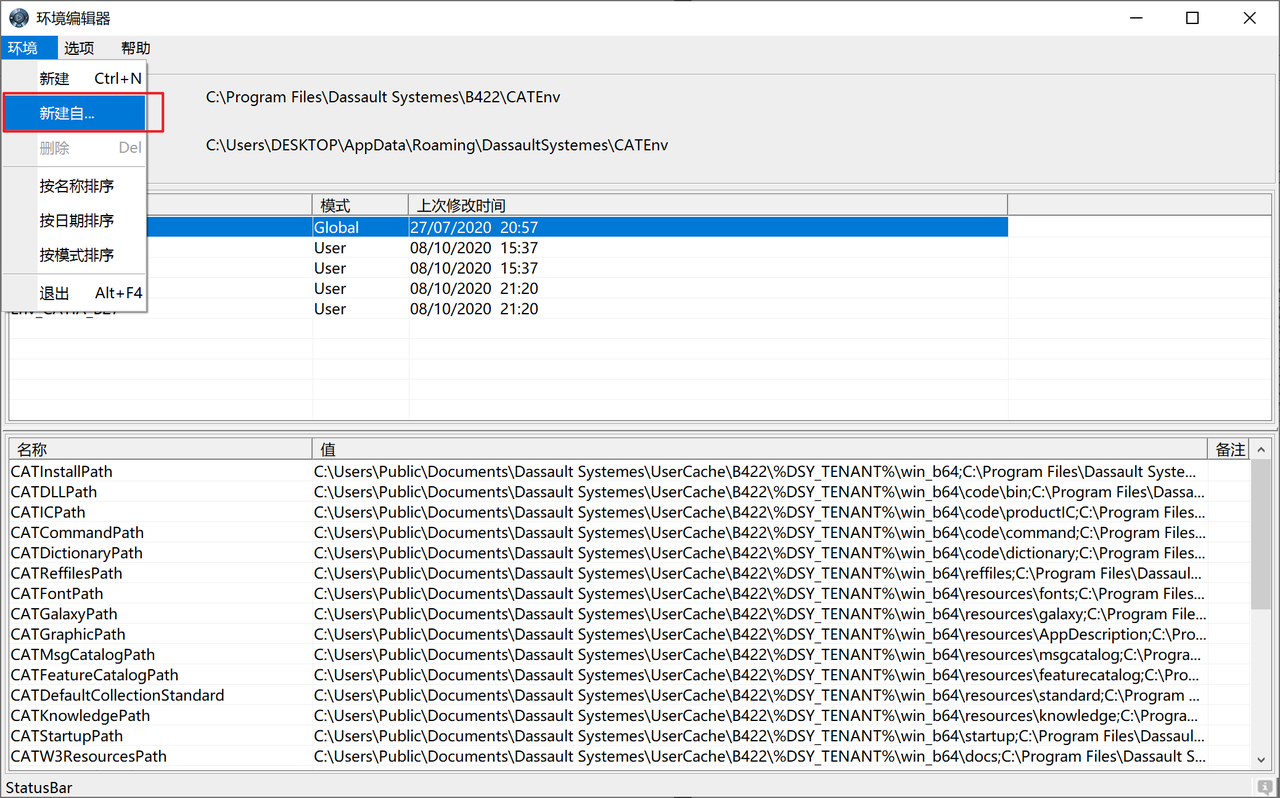 环境编辑器
环境 选项 帮助
新建 Ctrl+N
新建自...
删除 Del
按名称排序
按日期排序
按模式排序
退出 Alt+F4
C:\Program Files\Dassault Systemes\B422\CATEnv
C:\Users\DESKTOP\AppData\Roaming\DassaultSystemes\CATEnv
模式 上次修改时间
Global 27/07/2020 20:57
User 08/10/2020 15:37
User 08/10/2020 15:37
User 08/10/2020 21:20
User 08/10/2020 21:20
名称 值 备注
CATInstallPath C:\Users\Public\Documents\Dassault Systemes\UserCache\B422\%DSY_TENANT%\win_b64;C:\Program Files\Dassault Syste...
CATDLLPath C:\Users\Public\Documents\Dassault Systemes\UserCache\B422\%DSY_TENANT%\win_b64\code\bin;C:\Program Files\Dassa...
CATICPath C:\Users\Public\Documents\Dassault Systemes\UserCache\B422\%DSY_TENANT%\win_b64\code\productIC;C:\Program Files...
CATCommandPath C:\Users\Public\Documents\Dassault Systemes\UserCache\B422\%DSY_TENANT%\win_b64\code\command;C:\Program Files...
CATDictionaryPath C:\Users\Public\Documents\Dassault Systemes\UserCache\B422\%DSY_TENANT%\win_b64\code\dictionary;C:\Program Files...
CATReffilesPath C:\Users\Public\Documents\Dassault Systemes\UserCache\B422\%DSY_TENANT%\win_b64\reffiles;C:\Program Files\Dassaul...
CATFontPath C:\Users\Public\Documents\Dassault Systemes\UserCache\B422\%DSY_TENANT%\win_b64\resources\fonts;C:\Program Files...
CATGalaxyPath C:\Users\Public\Documents\Dassault Systemes\UserCache\B422\%DSY_TENANT%\win_b64\resources\galaxy;C:\Program File...
CATGraphicPath C:\Users\Public\Documents\Dassault Systemes\UserCache\B422\%DSY_TENANT%\win_b64\resources\AppDescription;C:\Pro...
CATMsgCatalogPath C:\Users\Public\Documents\Dassault Systemes\UserCache\B422\%DSY_TENANT%\win_b64\resources\msgcatalog;C:\Progra...
CATFeatureCatalogPath C:\Users\Public\Documents\Dassault Systemes\UserCache\B422\%DSY_TENANT%\win_b64\resources\featurecatalog;C:\Pro...
CATDefaultCollectionStandard C:\Users\Public\Documents\Dassault Systemes\UserCache\B422\%DSY_TENANT%\win_b64\resources\standard;C:\Program ...
CATKnowledgePath C:\Users\Public\Documents\Dassault Systemes\UserCache\B422\%DSY_TENANT%\win_b64\resources\knowledge;C:\Progra...
CATStartupPath C:\Users\Public\Documents\Dassault Systemes\UserCache\B422\%DSY_TENANT%\win_b64\startup;C:\Program Files\Dassaul...
CATW3ResourcesPath C:\Users\Public\Documents\Dassault Systemes\UserCache\B422\%DSY_TENANT%\win_b64\docs;C:\Program Files\Dassault S...
StatusBar